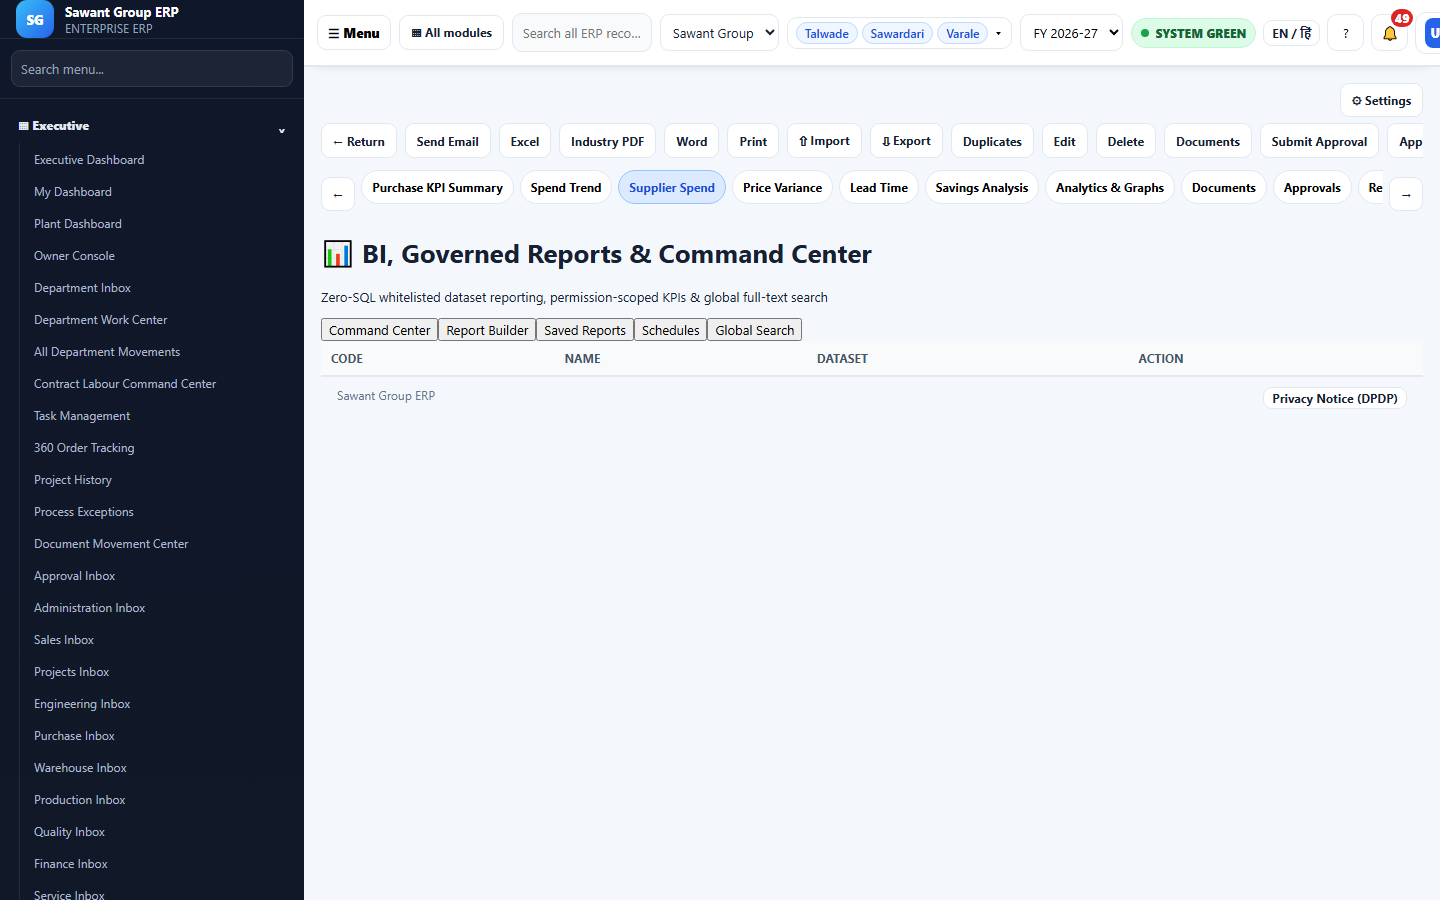 SG
Sawant Group ERP
ENTERPRISE ERP
☰ Menu
All modules
Search all ERP reco...
Sawant Group
Talwade
Sawardari
Varale
FY 2026-27
SYSTEM GREEN
EN / हिं
?
49
U
Search menu...
Executive
Executive Dashboard
My Dashboard
Plant Dashboard
Owner Console
Department Inbox
Department Work Center
All Department Movements
Contract Labour Command Center
Task Management
360 Order Tracking
Project History
Process Exceptions
Document Movement Center
Approval Inbox
Administration Inbox
Sales Inbox
Projects Inbox
Engineering Inbox
Purchase Inbox
Warehouse Inbox
Production Inbox
Quality Inbox
Finance Inbox
Service Inbox
⚙ Settings
← Return
Send Email
Excel
Industry PDF
Word
Print
⇧ Import
⇩ Export
Duplicates
Edit
Delete
Documents
Submit Approval
App
←
Purchase KPI Summary
Spend Trend
Supplier Spend
Price Variance
Lead Time
Savings Analysis
Analytics & Graphs
Documents
Approvals
Re
→
📊 BI, Governed Reports & Command Center
Zero-SQL whitelisted dataset reporting, permission-scoped KPIs & global full-text search
Command Center
Report Builder
Saved Reports
Schedules
Global Search
CODE NAME DATASET ACTION
Sawant Group ERP
Privacy Notice (DPDP)